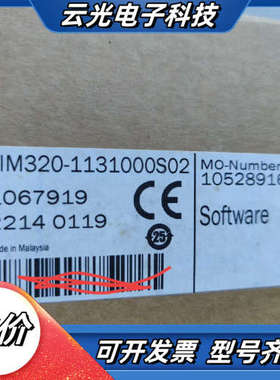 云光电子科技
IM320-1131000S02
MO-Number
1052891
1067919
2214 0119
CE
Software
25
de in Malaysia
价
可开发票 型号齐